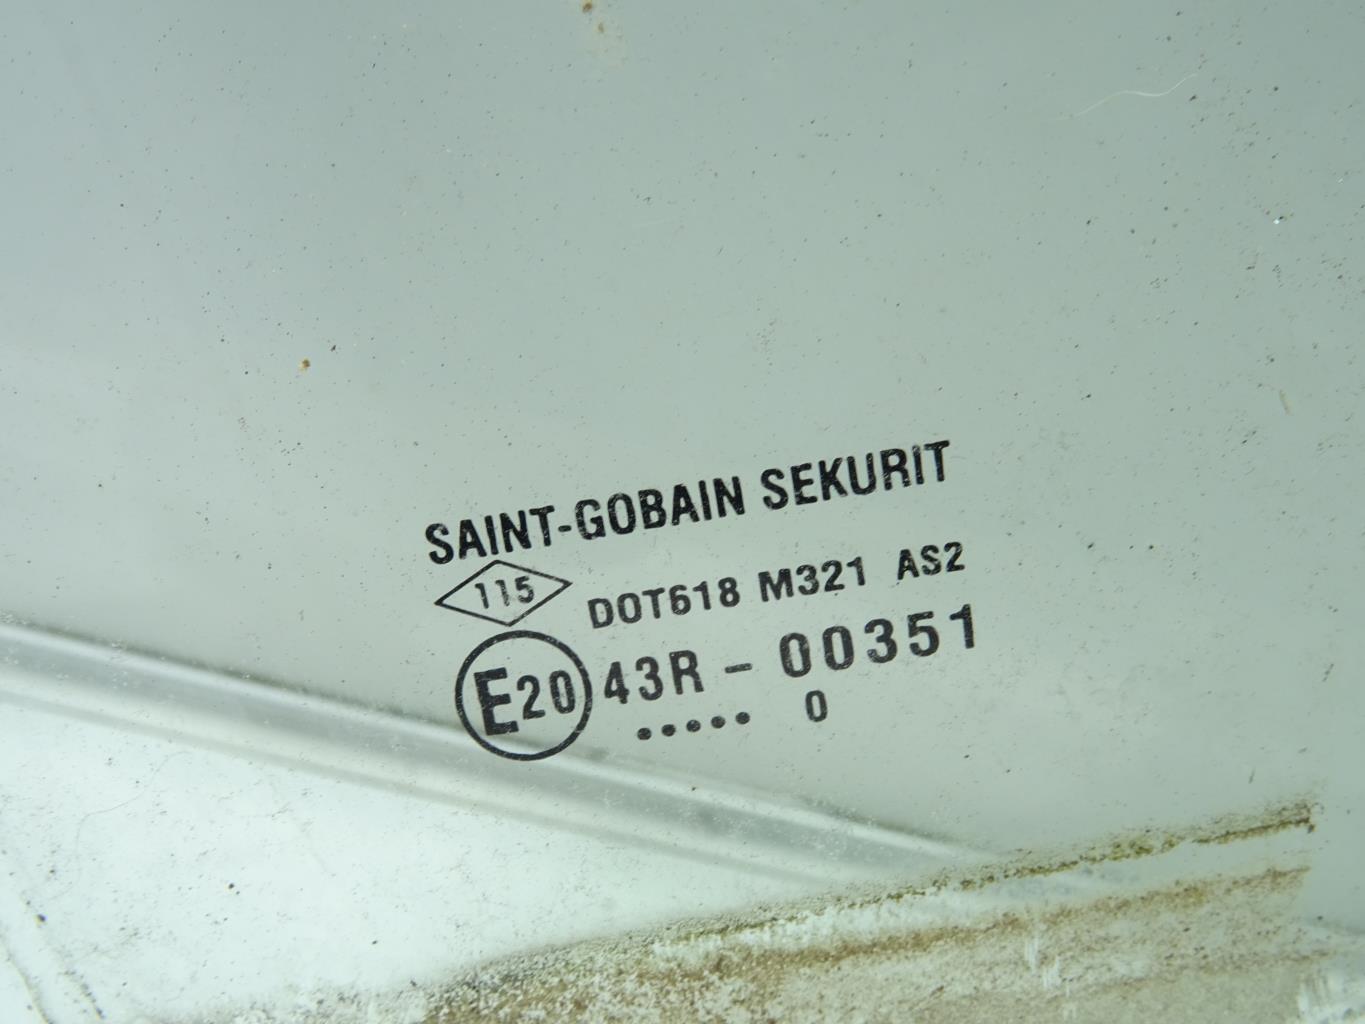 SAINT-GOBAIN SEKURIT
115 DOT618 M321 AS2
E20 43R - 00351
..... 0